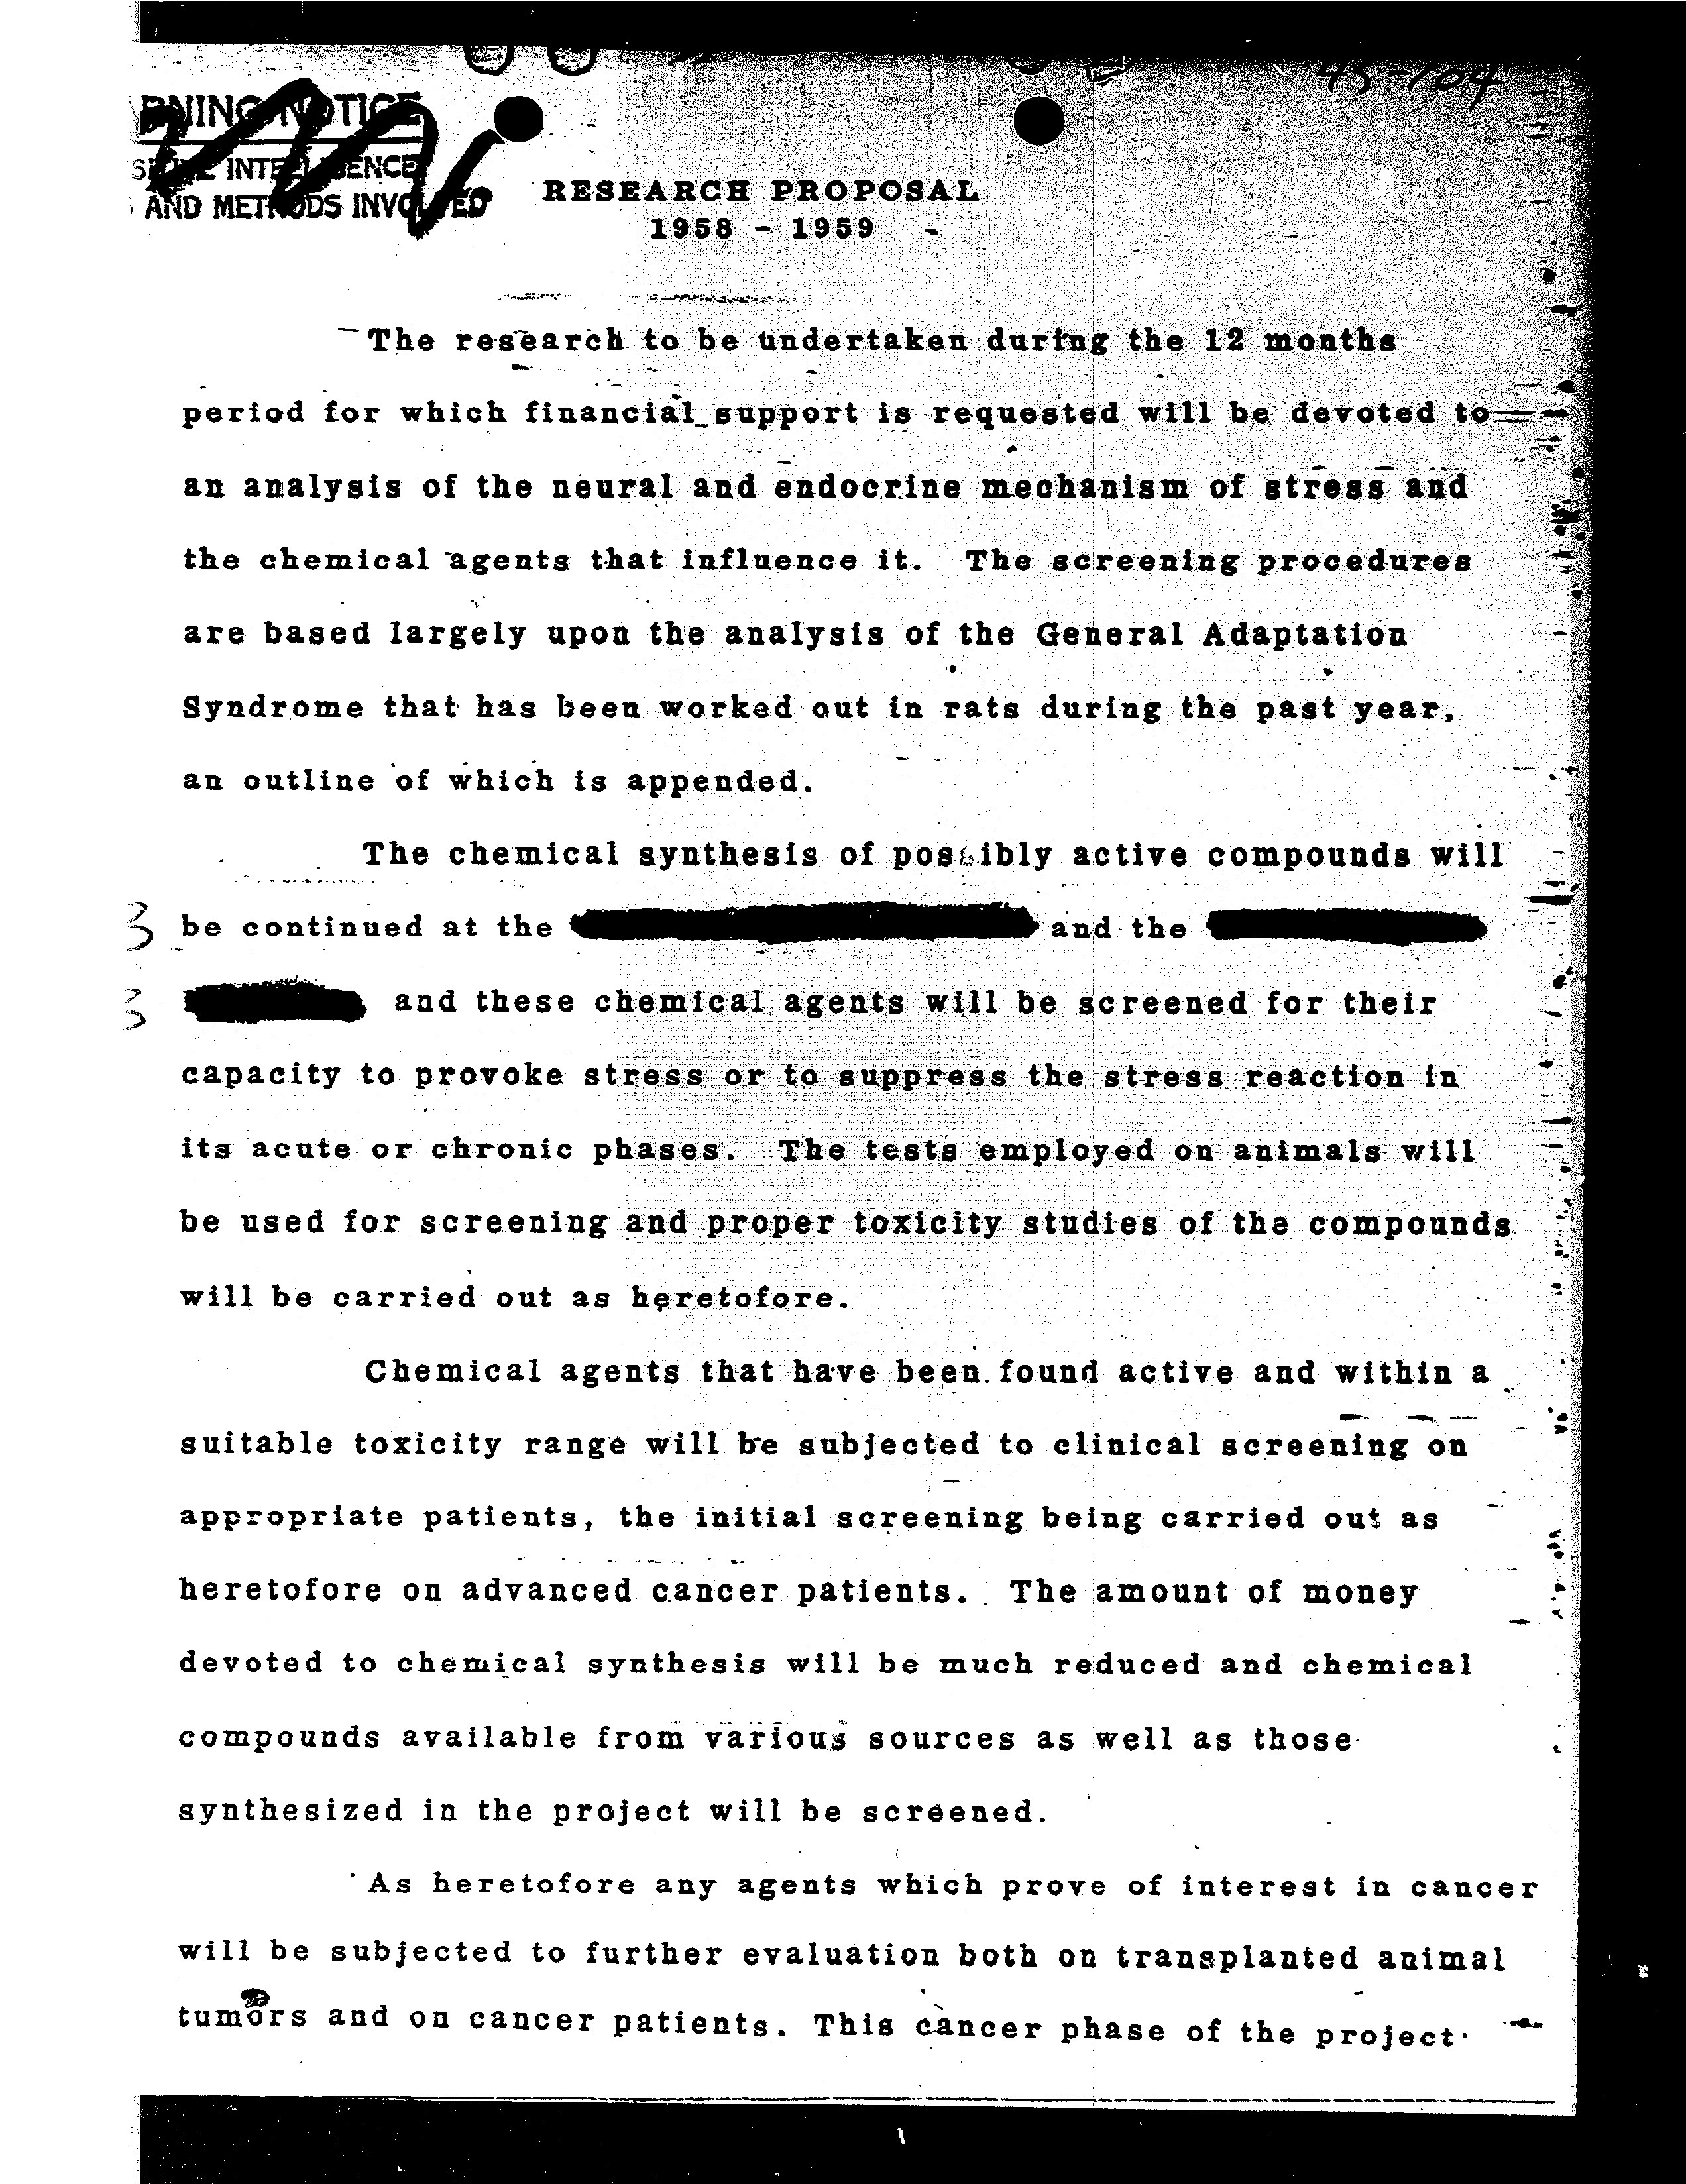 45-104
RNING NOTICE
INTELLIGENCE
AND METHODS INVOLVED
RESEARCH PROPOSAL
1958 - 1959
The research to be undertaken during the 12 months
period for which financial support is requested will be devoted to
an analysis of the neural and endocrine mechanism of stress and
the chemical agents that influence it. The screening procedures
are based largely upon the analysis of the General Adaptation
Syndrome that has been worked out in rats during the past year,
an outline of which is appended.
The chemical synthesis of possibly active compounds will
be continued at the and the
and these chemical agents will be screened for their
capacity to provoke stress or to suppress the stress reaction in
its acute or chronic phases. The tests employed on animals will
be used for screening and proper toxicity studies of the compounds
will be carried out as heretofore.
Chemical agents that have been found active and within a
suitable toxicity range will be subjected to clinical screening on
appropriate patients, the initial screening being carried out as
heretofore on advanced cancer patients. The amount of money
devoted to chemical synthesis will be much reduced and chemical
compounds available from various sources as well as those
synthesized in the project will be screened.
As heretofore any agents which prove of interest in cancer
will be subjected to further evaluation both on transplanted animal
tumors and on cancer patients. This cancer phase of the project